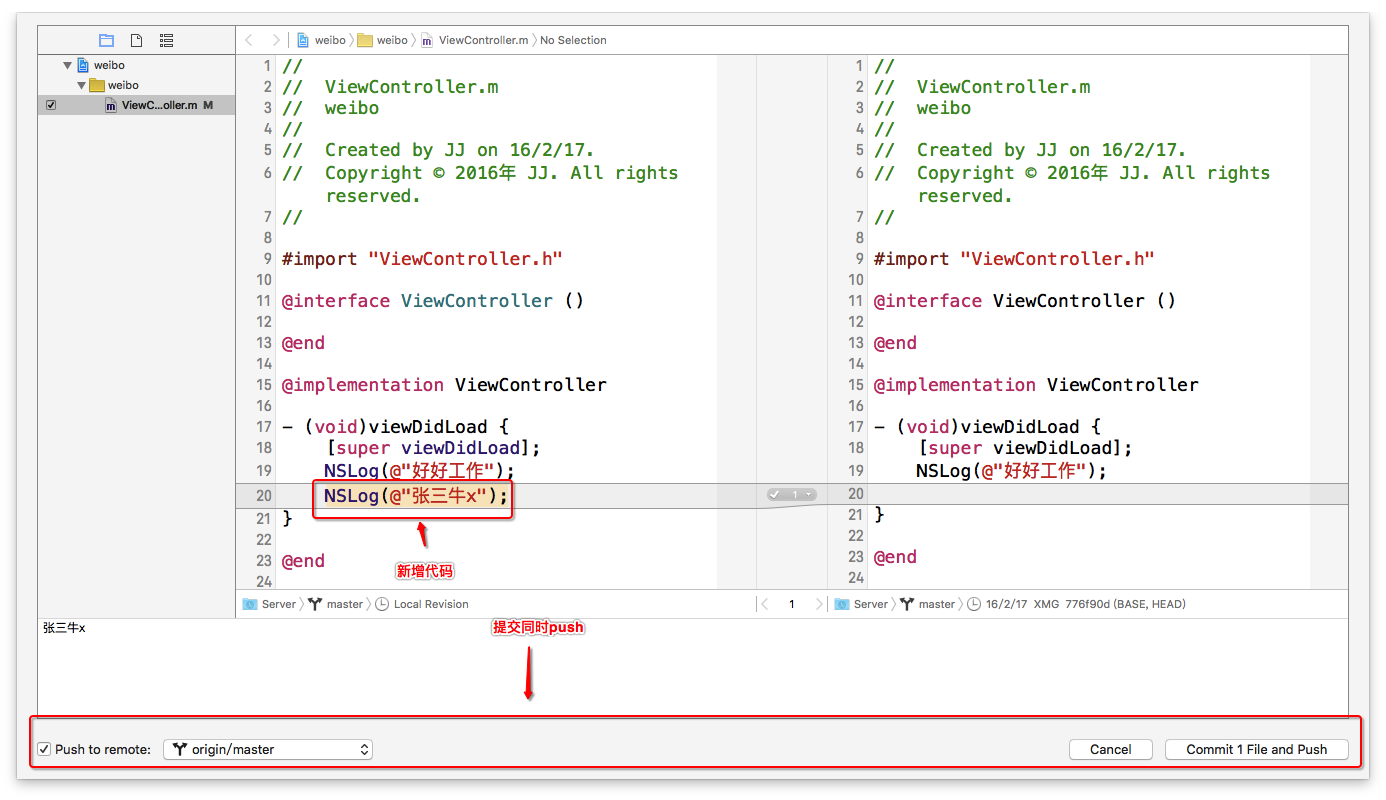 weibo
weibo
ViewC...oller.m M
weibo weibo m ViewController.m No Selection
1 //
2 // ViewController.m
3 // weibo
4 //
5 // Created by JJ on 16/2/17.
6 // Copyright © 2016年 JJ. All rights
reserved.
7 //
8
9 #import "ViewController.h"
10
11 @interface ViewController ()
12
13 @end
14
15 @implementation ViewController
16
17 - (void)viewDidLoad {
18 [super viewDidLoad];
19 NSLog(@"好好工作");
20 NSLog(@"张三牛x");
21 }
22
23 @end
24
新增代码
1
1 //
2 // ViewController.m
3 // weibo
4 //
5 // Created by JJ on 16/2/17.
6 // Copyright © 2016年 JJ. All rights
reserved.
7 //
8
9 #import "ViewController.h"
10
11 @interface ViewController ()
12
13 @end
14
15 @implementation ViewController
16
17 - (void)viewDidLoad {
18 [super viewDidLoad];
19 NSLog(@"好好工作");
20
21 }
22
23 @end
24
Server master Local Revision
1
Server master 16/2/17 XMG 776f90d (BASE, HEAD)
张三牛x
提交同时push
Push to remote: origin/master
Cancel
Commit 1 File and Push